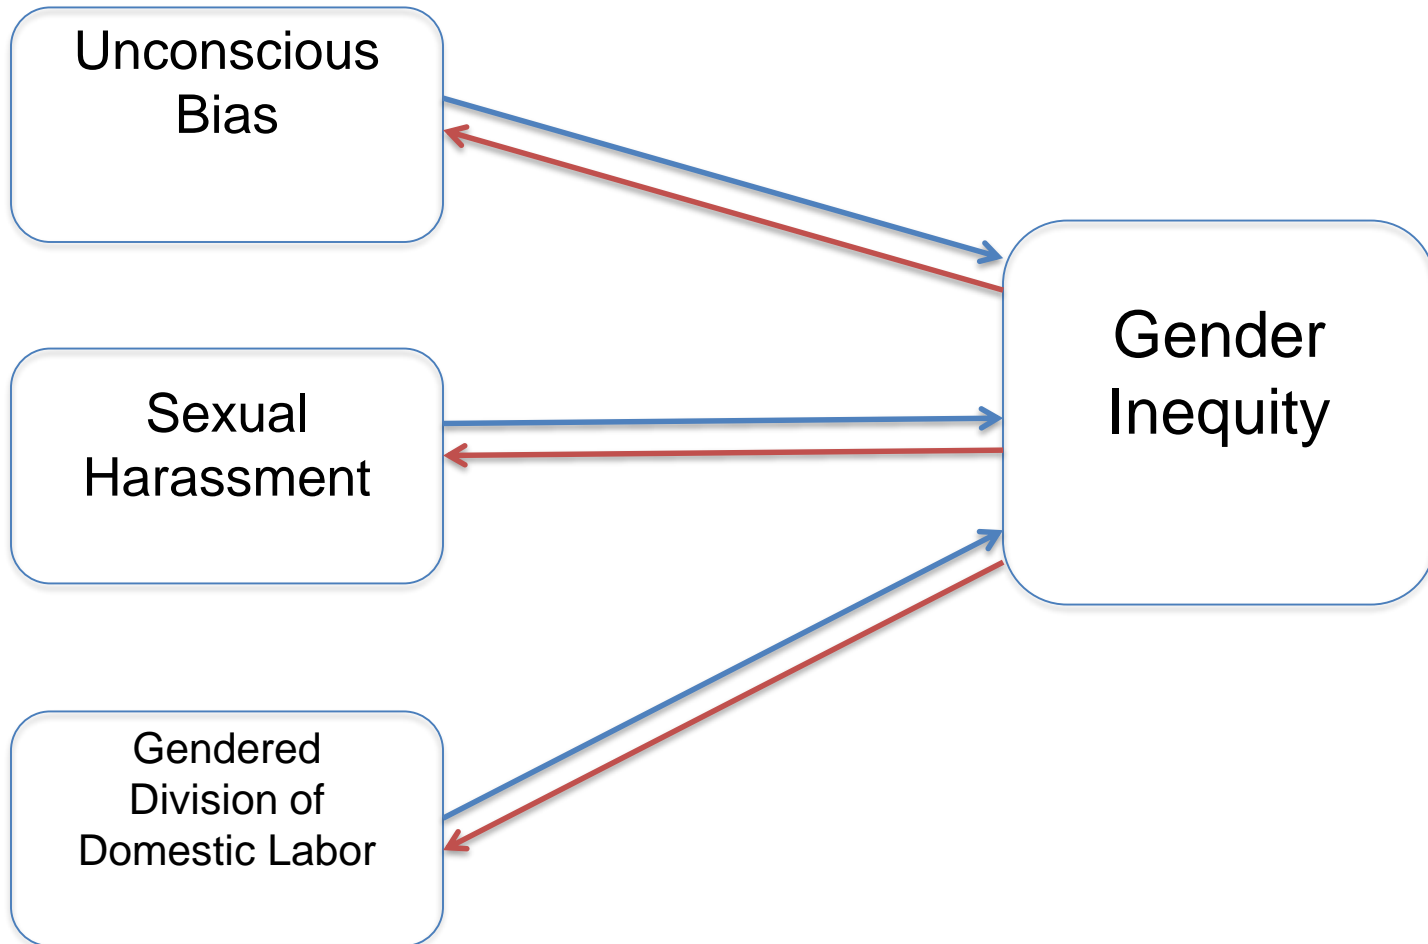 Unconscious
Bias
Sexual
Harassment
Gendered
Division of
Domestic Labor
Gender
Inequity